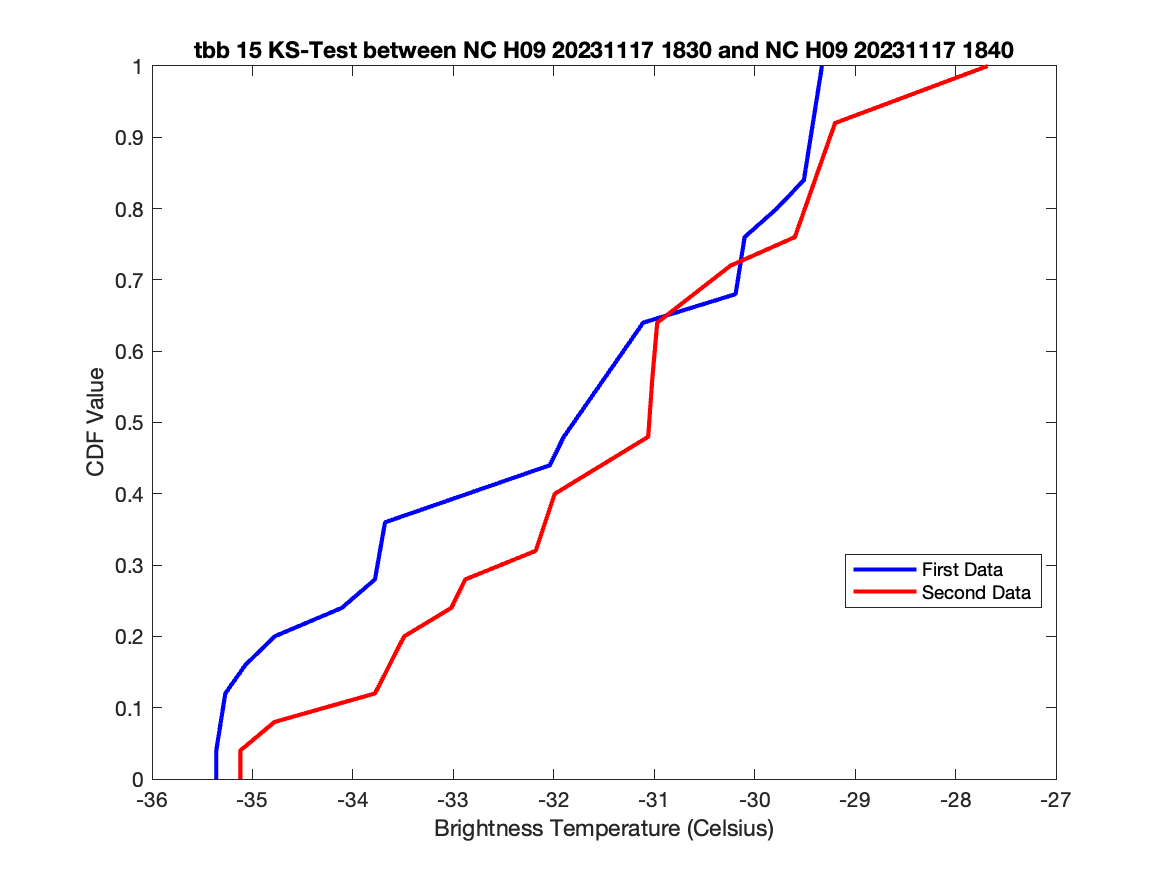 tbb 15 KS-Test between NC H09 20231117 1830 and NC H09 20231117 1840
1
0.9
0.8
0.7
0.6
0.5
0.4
0.3
0.2
0.1
0
CDF Value
First Data
Second Data
-36 -35 -34 -33 -32 -31 -30 -29 -28 -27
Brightness Temperature (Celsius)